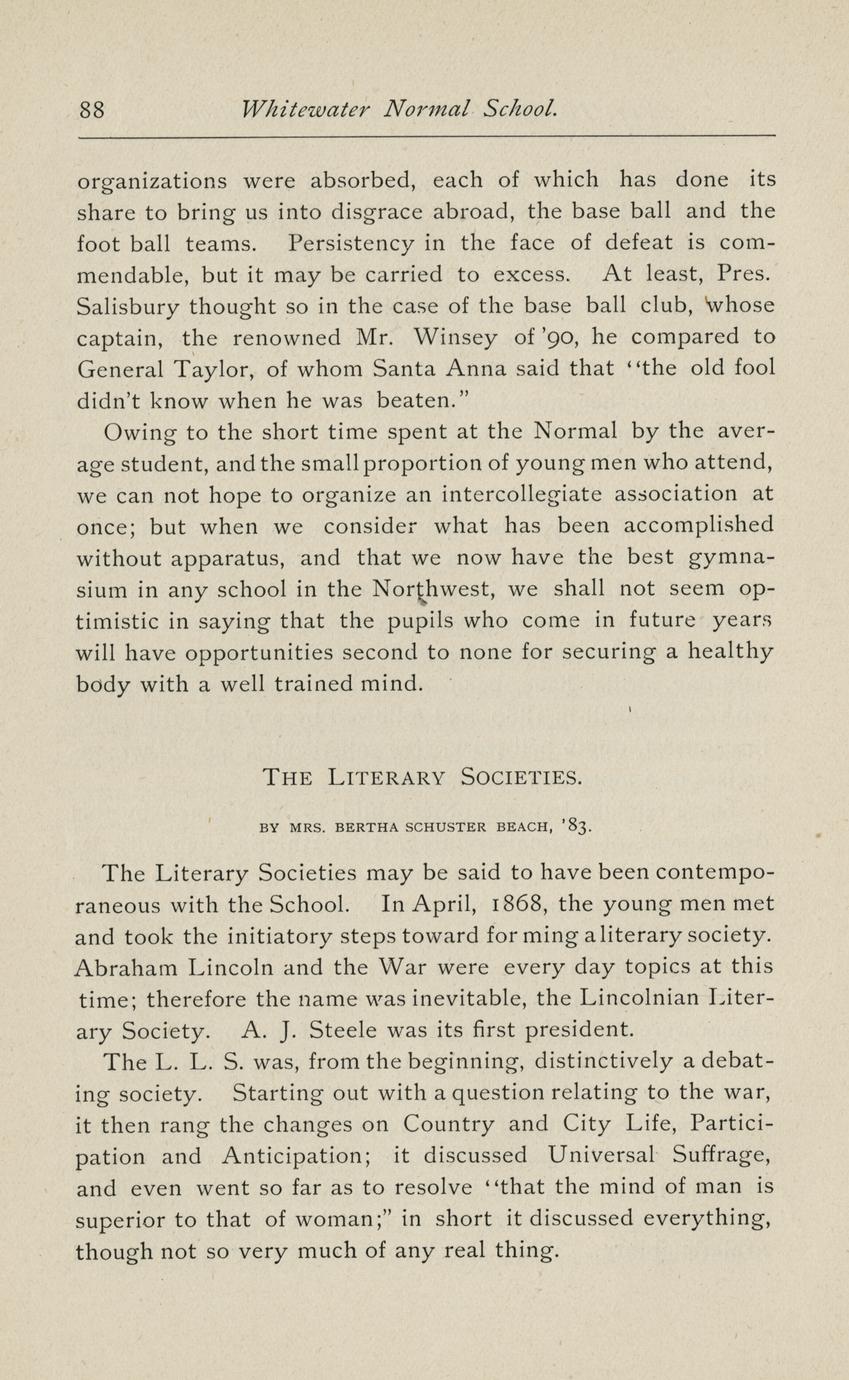 88 Whitewater Normal School.
organizations were absorbed, each of which has done its
share to bring us into disgrace abroad, the base ball and the
foot ball teams. Persistency in the face of defeat is com-
mendable, but it may be carried to excess. At least, Pres.
Salisbury thought so in the case of the base ball club, whose
captain, the renowned Mr. Winsey of '90, he compared to
General Taylor, of whom Santa Anna said that "the old fool
didn't know when he was beaten."
Owing to the short time spent at the Normal by the aver-
age student, and the small proportion of young men who attend,
we can not hope to organize an intercollegiate association at
once; but when we consider what has been accomplished
without apparatus, and that we now have the best gymna-
sium in any school in the Northwest, we shall not seem op-
timistic in saying that the pupils who come in future years
will have opportunities second to none for securing a healthy
body with a well trained mind.
THE LITERARY SOCIETIES.
BY MRS. BERTHA SCHUSTER BEACH, '83.
The Literary Societies may be said to have been contempo-
raneous with the School. In April, 1868, the young men met
and took the initiatory steps toward for ming a literary society.
Abraham Lincoln and the War were every day topics at this
time; therefore the name was inevitable, the Lincolnian Liter-
ary Society. A. J. Steele was its first president.
The L. L. S. was, from the beginning, distinctively a debat-
ing society. Starting out with a question relating to the war,
it then rang the changes on Country and City Life, Partici-
pation and Anticipation; it discussed Universal Suffrage,
and even went so far as to resolve "that the mind of man is
superior to that of woman;" in short it discussed everything,
though not so very much of any real thing.